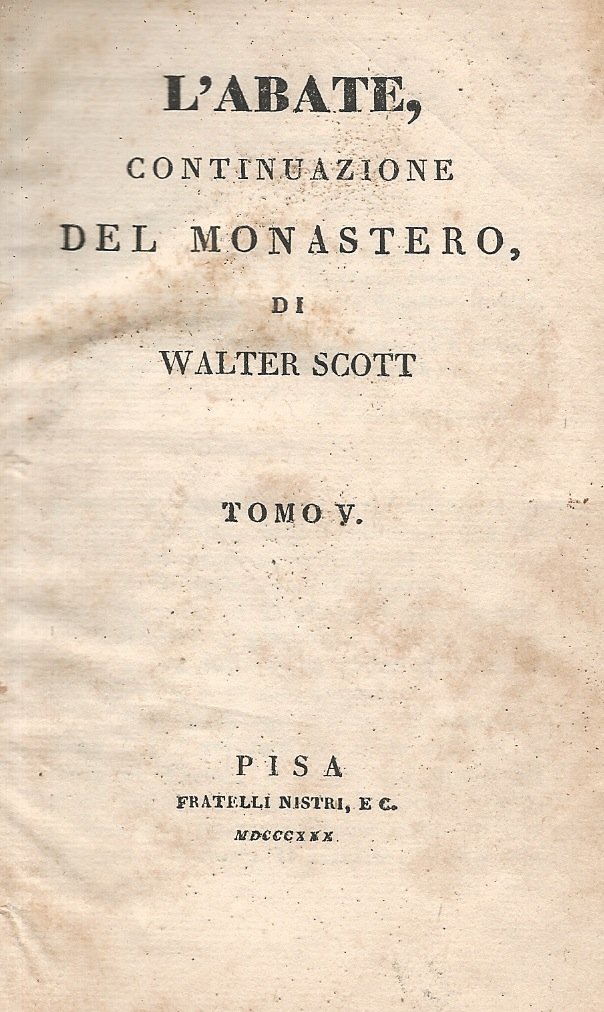 L'ABATE,
CONTINUAZIONE
DEL MONASTERO,
DI
WALTER SCOTT
TOMO V.
PISA
FRATELLI NISTRI, E C.
MDCCCXXX